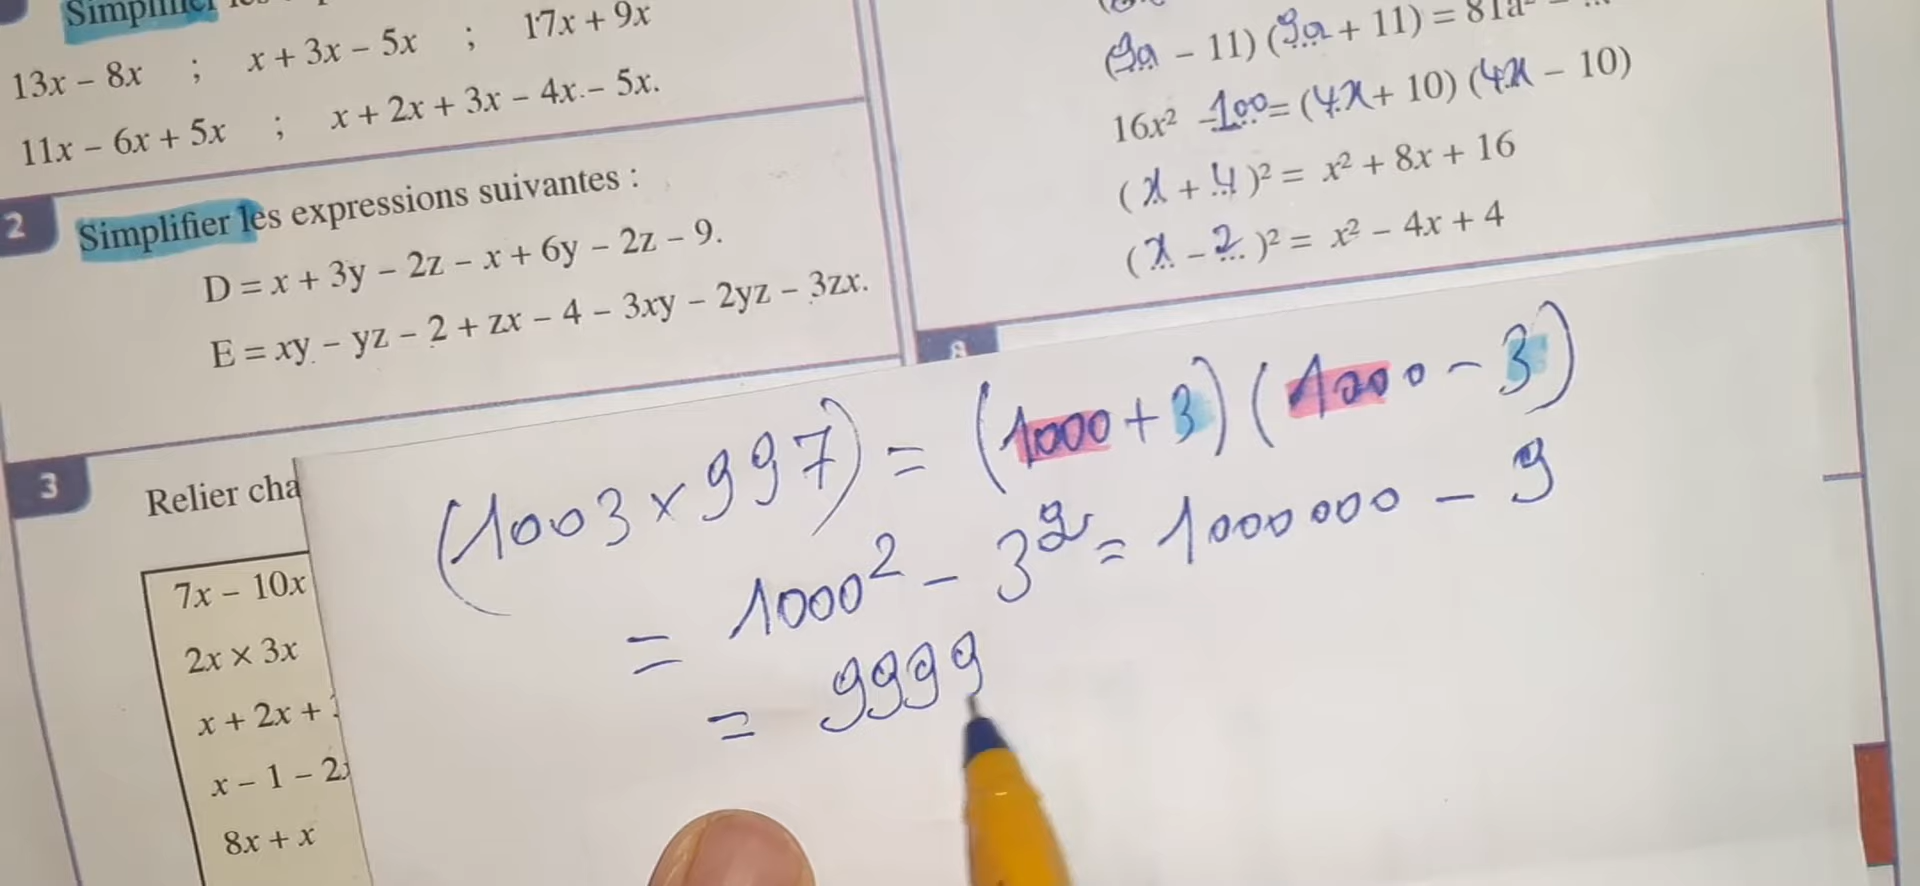 Simplifier
13x – 8x ; x + 3x – 5x ; 17x + 9x
11x – 6x + 5x ; x + 2x + 3x – 4x – 5x.
2 Simplifier les expressions suivantes :
D = x + 3y – 2z – x + 6y – 2z – 9.
E = xy – yz – 2 + zx – 4 – 3xy – 2yz – 3zx.
3 Relier cha
7x – 10x
2x × 3x
x + 2x +
x – 1 – 2x
8x + x
(9a – 11) (9a + 11) = 81a² – ...
16x² – 100 = (4x + 10) (4x – 10)
(x + 4)² = x² + 8x + 16
(x – 2)² = x² – 4x + 4
8
(1003 × 997) = (1000 + 3) (1000 – 3)
= 1000² – 3² = 1000000 – 9
= 9999